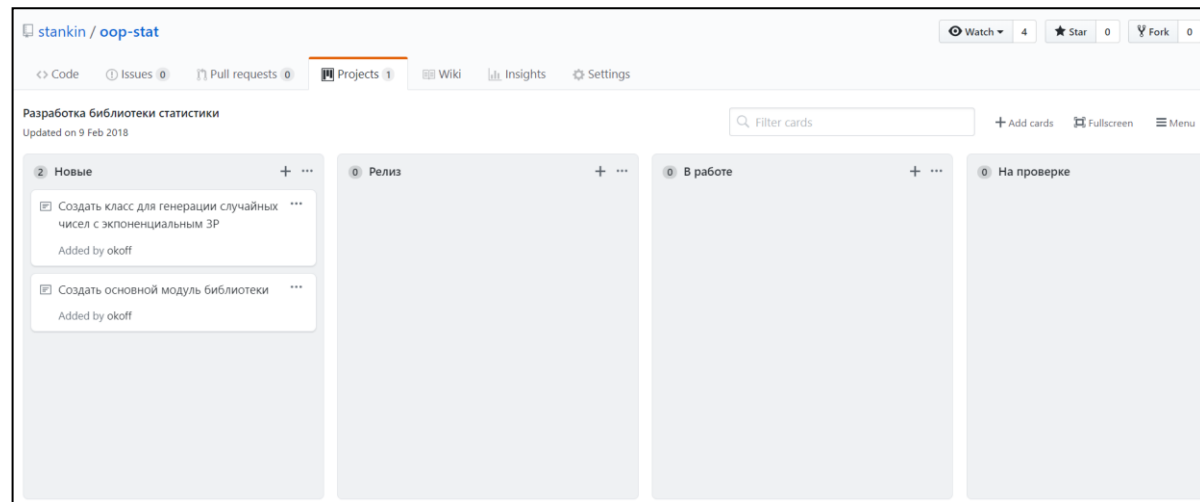 stankin / oop-stat
Watch 4 Star 0 Fork 0
Code Issues 0 Pull requests 0 Projects 1 Wiki Insights Settings
Разработка библиотеки статистики
Updated on 9 Feb 2018
Filter cards
Add cards Fullscreen Menu
2 Новые
0 Релиз
0 В работе
0 На проверке
Создать класс для генерации случайных
чисел с экпоненциальным ЗР
Added by okoff
Создать основной модуль библиотеки
Added by okoff